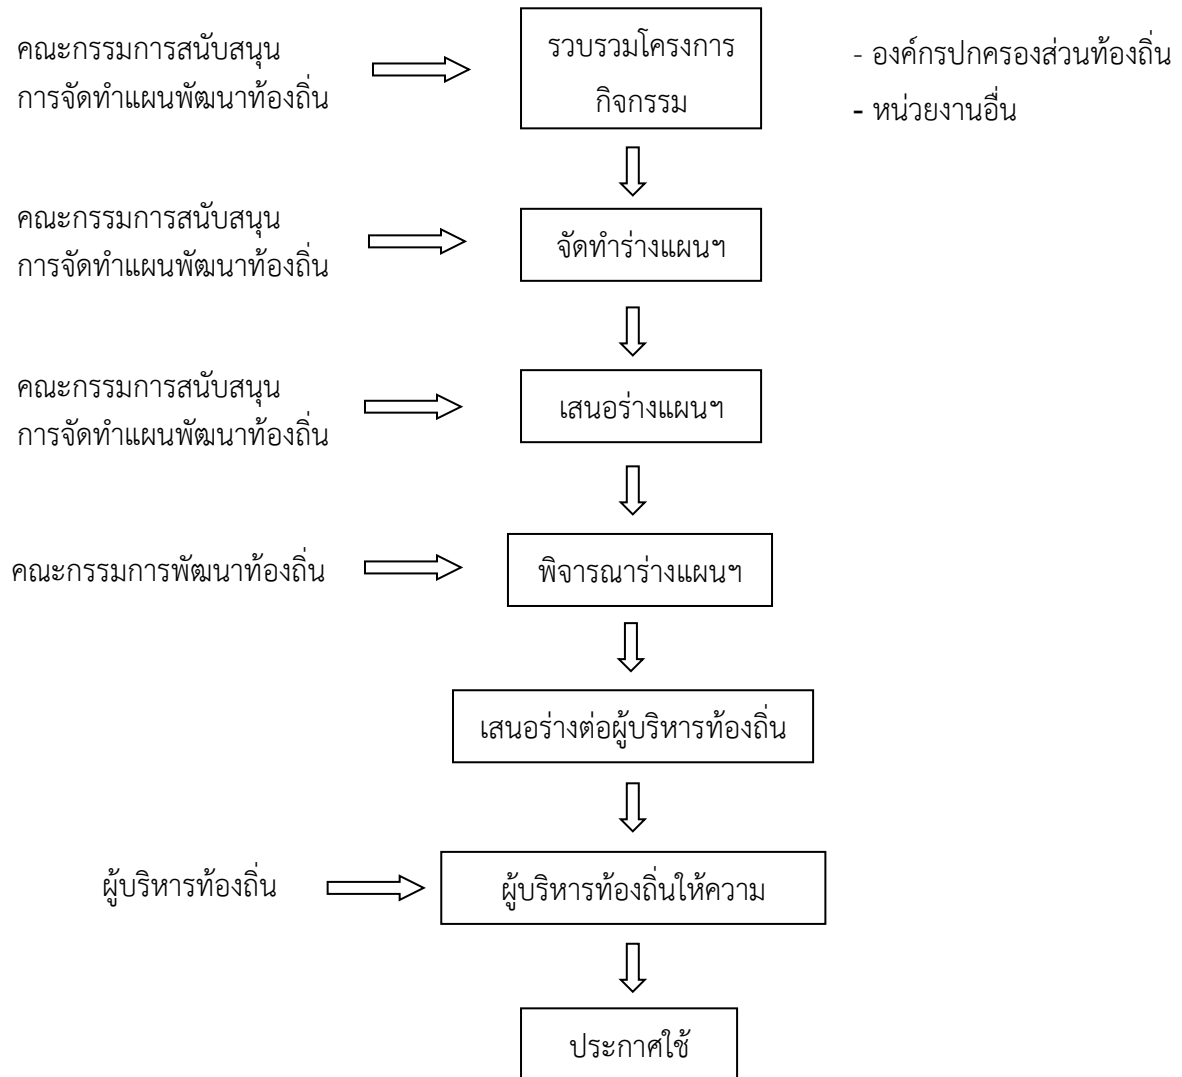 คณะกรรมการสนับสนุน
การจัดทำแผนพัฒนาท้องถิ่น
รวบรวมโครงการ
กิจกรรม
- องค์กรปกครองส่วนท้องถิ่น
- หน่วยงานอื่น
คณะกรรมการสนับสนุน
การจัดทำแผนพัฒนาท้องถิ่น
จัดทำร่างแผนฯ
คณะกรรมการสนับสนุน
การจัดทำแผนพัฒนาท้องถิ่น
เสนอร่างแผนฯ
คณะกรรมการพัฒนาท้องถิ่น
พิจารณาร่างแผนฯ
เสนอร่างต่อผู้บริหารท้องถิ่น
ผู้บริหารท้องถิ่น
ผู้บริหารท้องถิ่นให้ความ
ประกาศใช้